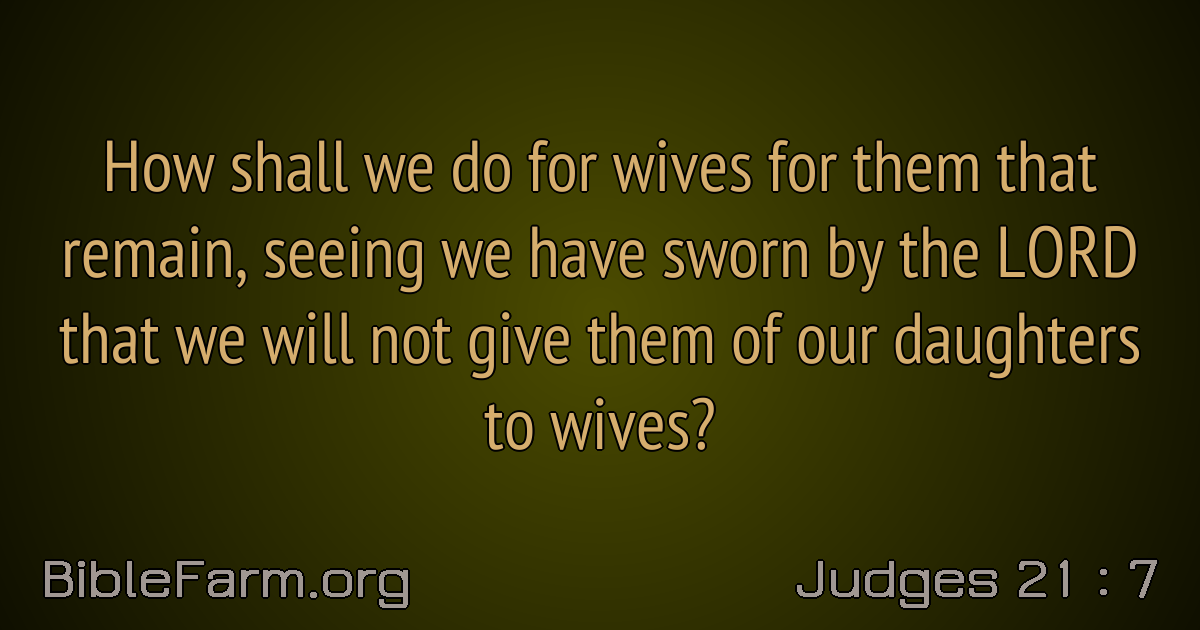 How shall we do for wives for them that
remain, seeing we have sworn by the LORD
that we will not give them of our daughters
to wives?
BibleFarm.org
Judges 21 : 7